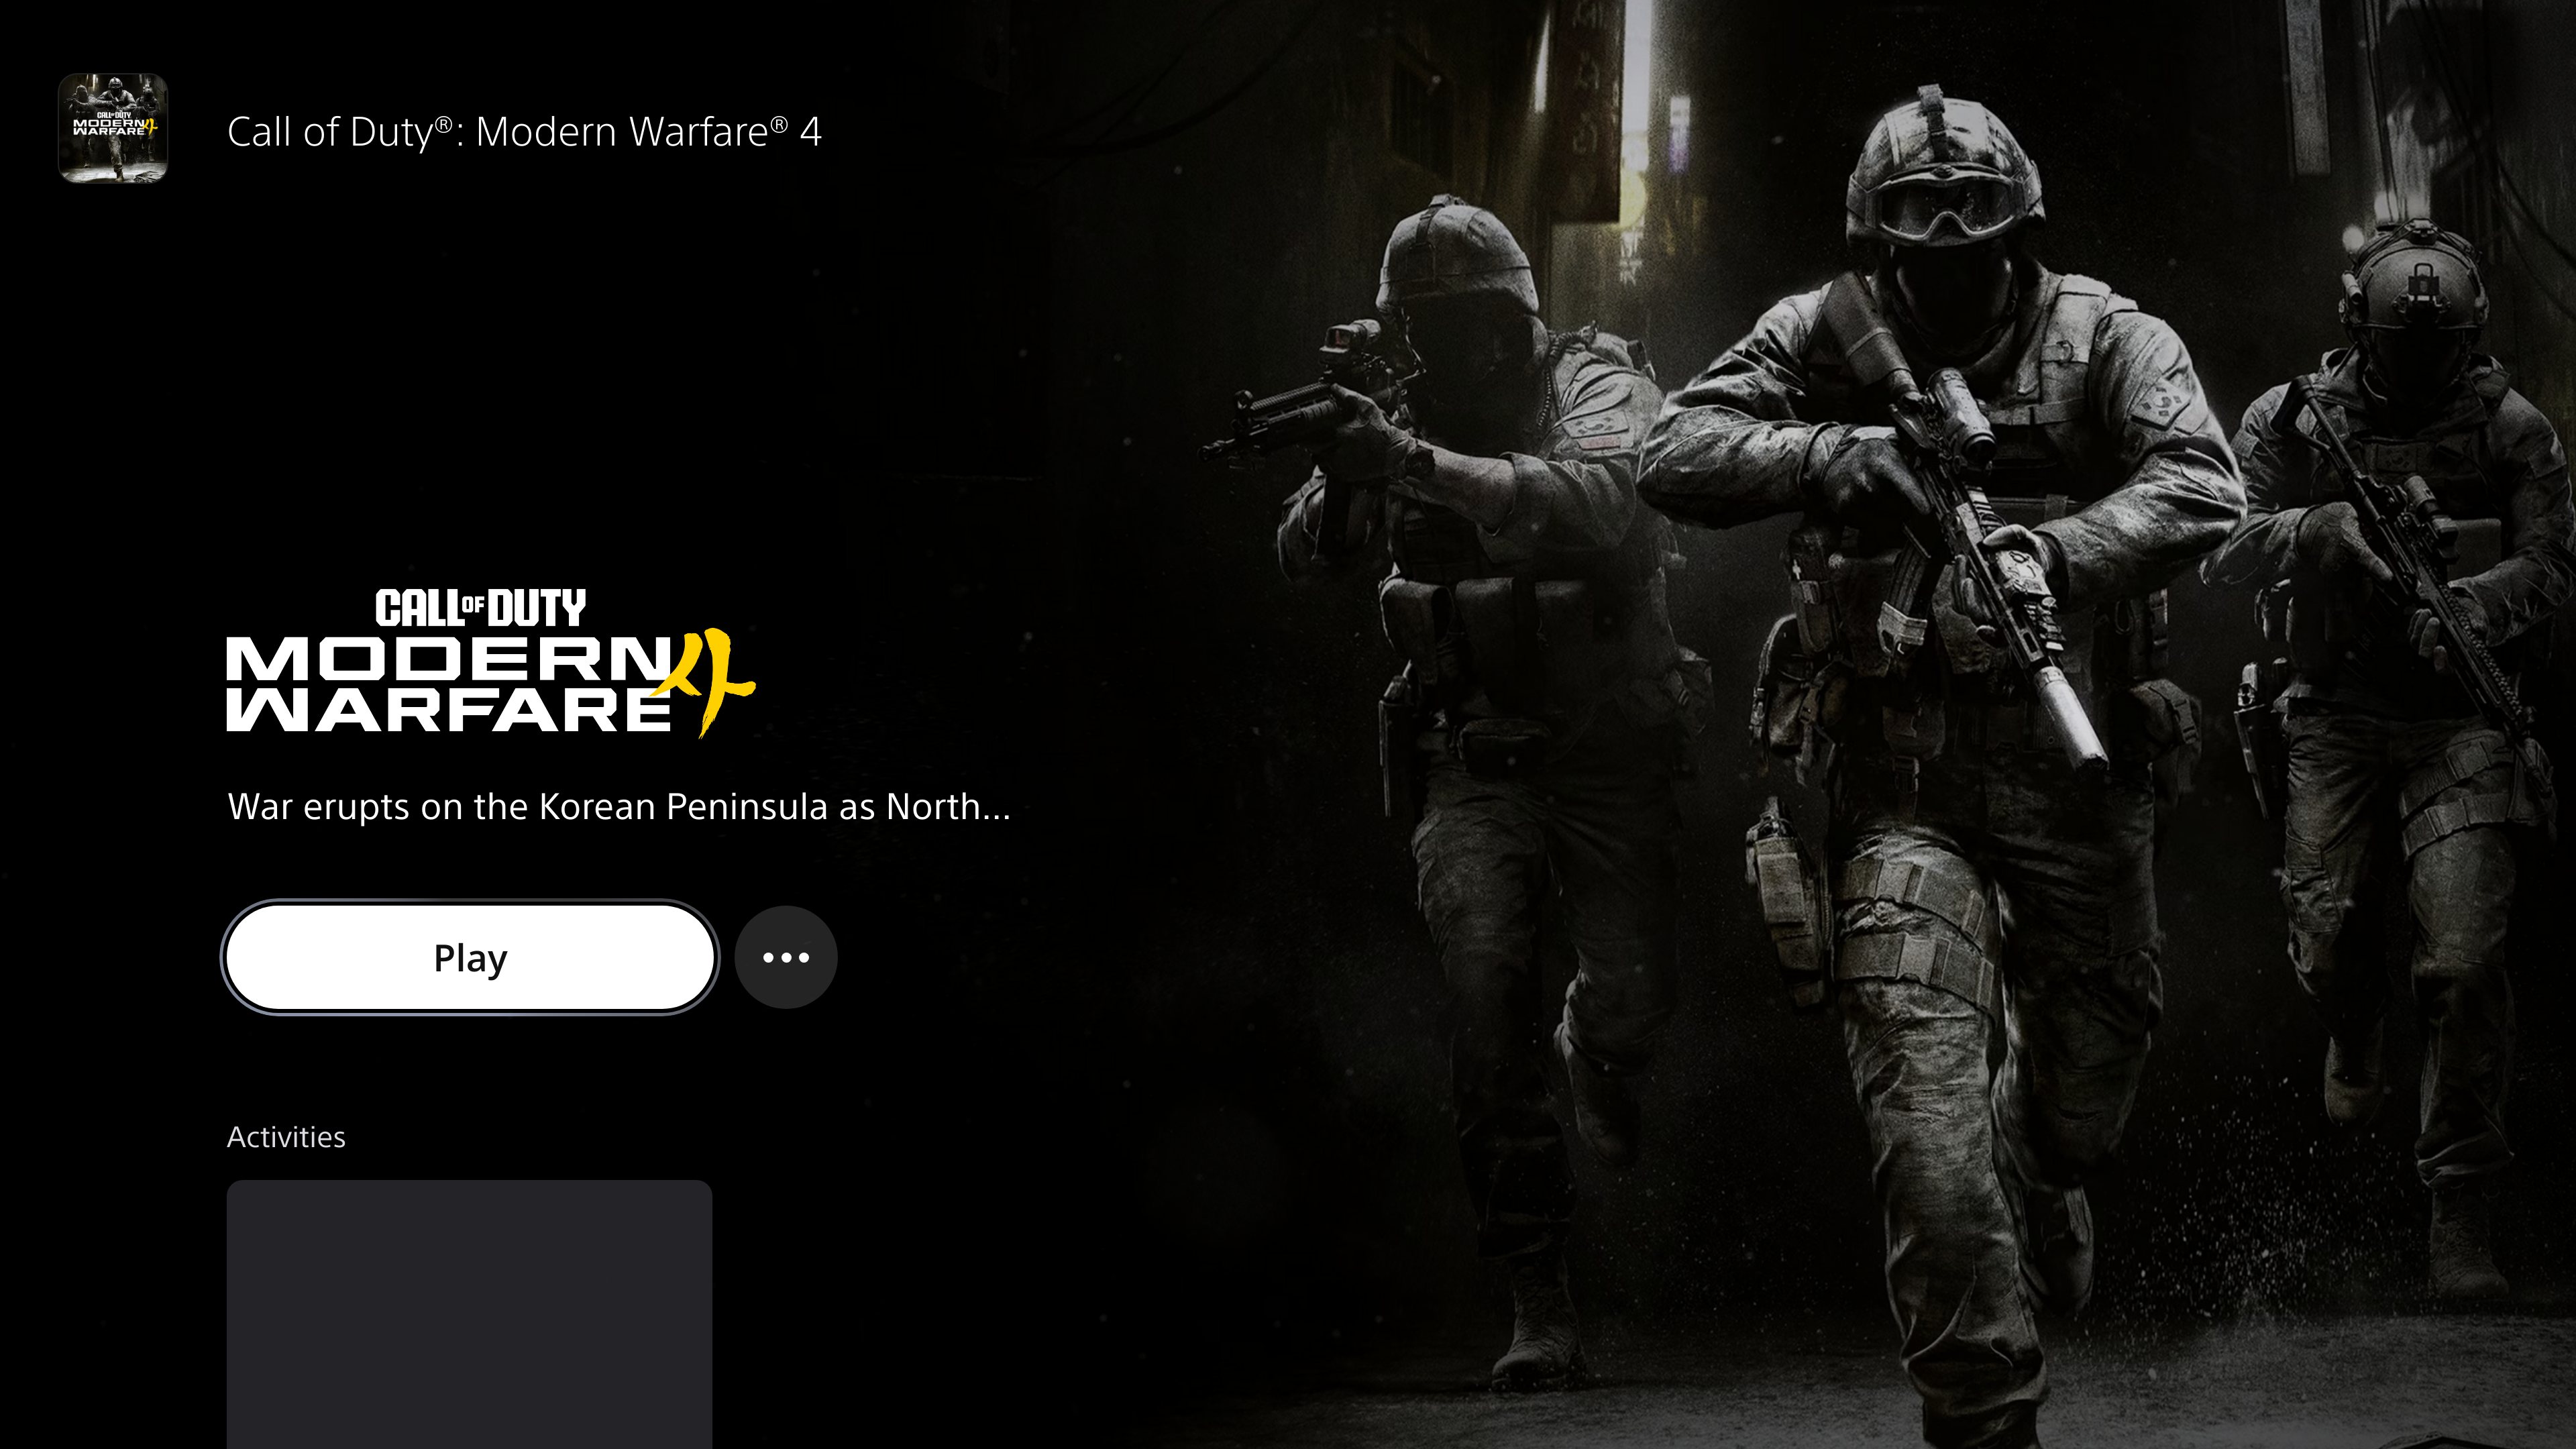 Call of Duty®: Modern Warfare® 4
CALL OF DUTY
MODERN
WARFARE 사
War erupts on the Korean Peninsula as North...
Play
Activities